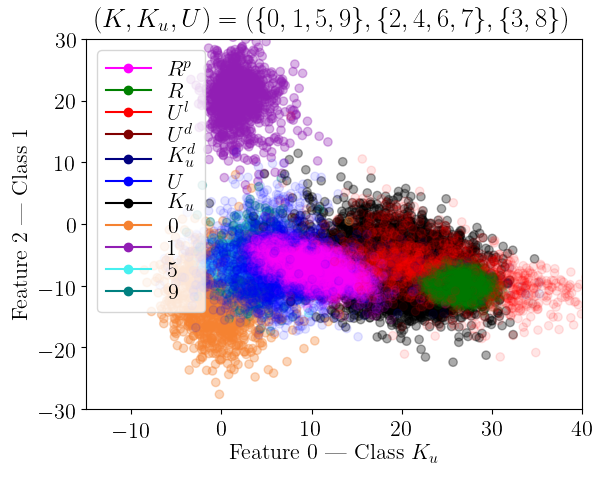 (K, K_u, U) = ({0, 1, 5, 9}, {2, 4, 6, 7}, {3, 8})
30
20
10
0
−10
−20
−30
Feature 2 — Class 1
R^p
R
U^l
U^d
K_u^d
U
K_u
0
1
5
9
−10
0
10
20
30
40
Feature 0 — Class K_u